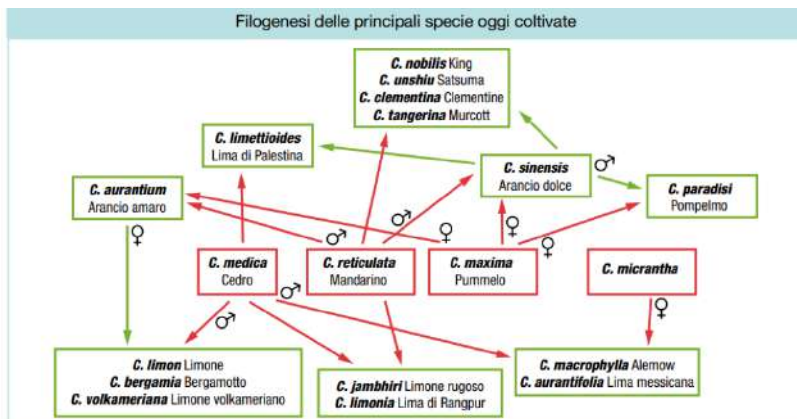 Filogenesi delle principali specie oggi coltivate
C. nobilis King
C. unshiu Satsuma
C. clementina Clementine
C. tangerina Murcott
C. limettioides
Lima di Palestina
C. sinensis
Arancio dolce
C. aurantium
Arancio amaro
C. paradisi
Pompelmo
C. medica
Cedro
C. reticulata
Mandarino
C. maxima
Pummelo
C. micrantha
C. limon Limone
C. bergamia Bergamotto
C. volkameriana Limone volkameriano
C. jambhiri Limone rugoso
C. limonia Lima di Rangpur
C. macrophylla Alemow
C. aurantifolia Lima messicana